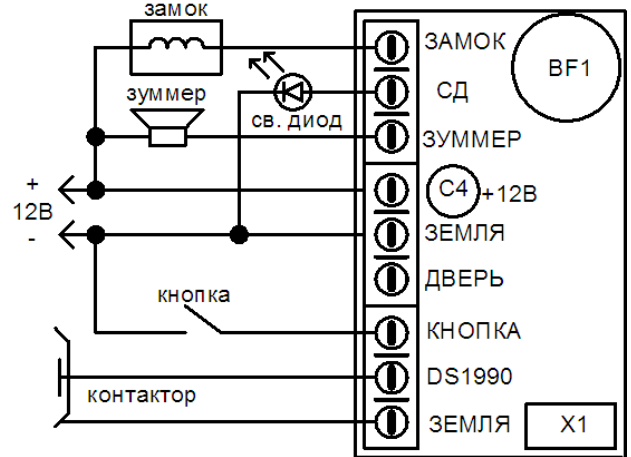 замок
ЗАМОК
BF1
СД
зуммер
св. диод
ЗУММЕР
+
12В
-
C4
+12В
ЗЕМЛЯ
ДВЕРЬ
кнопка
КНОПКА
DS1990
контактор
ЗЕМЛЯ
X1